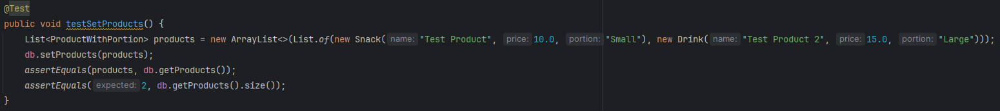 @Test
public void testSetProducts() {
    List<ProductWithPortion> products = new ArrayList<>(List.of(new Snack( name: "Test Product", price: 10.0, portion: "Small"), new Drink( name: "Test Product 2", price: 15.0, portion: "Large")));
    db.setProducts(products);
    assertEquals(products, db.getProducts());
    assertEquals( expected: 2, db.getProducts().size());
}